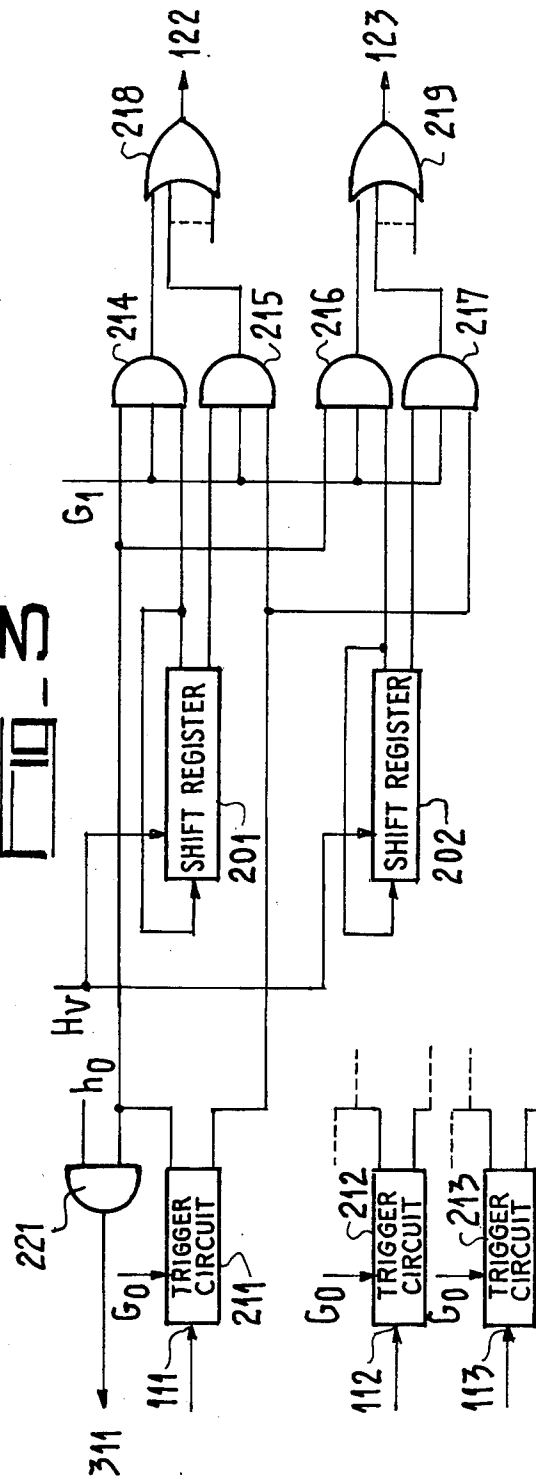 Fig_3
311
221
h0
Hv
G1
214
218
122
215
201
SHIFT REGISTER
G0
111
TRIGGER CIRCUIT
211
216
219
123
217
202
SHIFT REGISTER
G0
112
TRIGGER CIRCUIT
212
G0
113
TRIGGER CIRCUIT
213